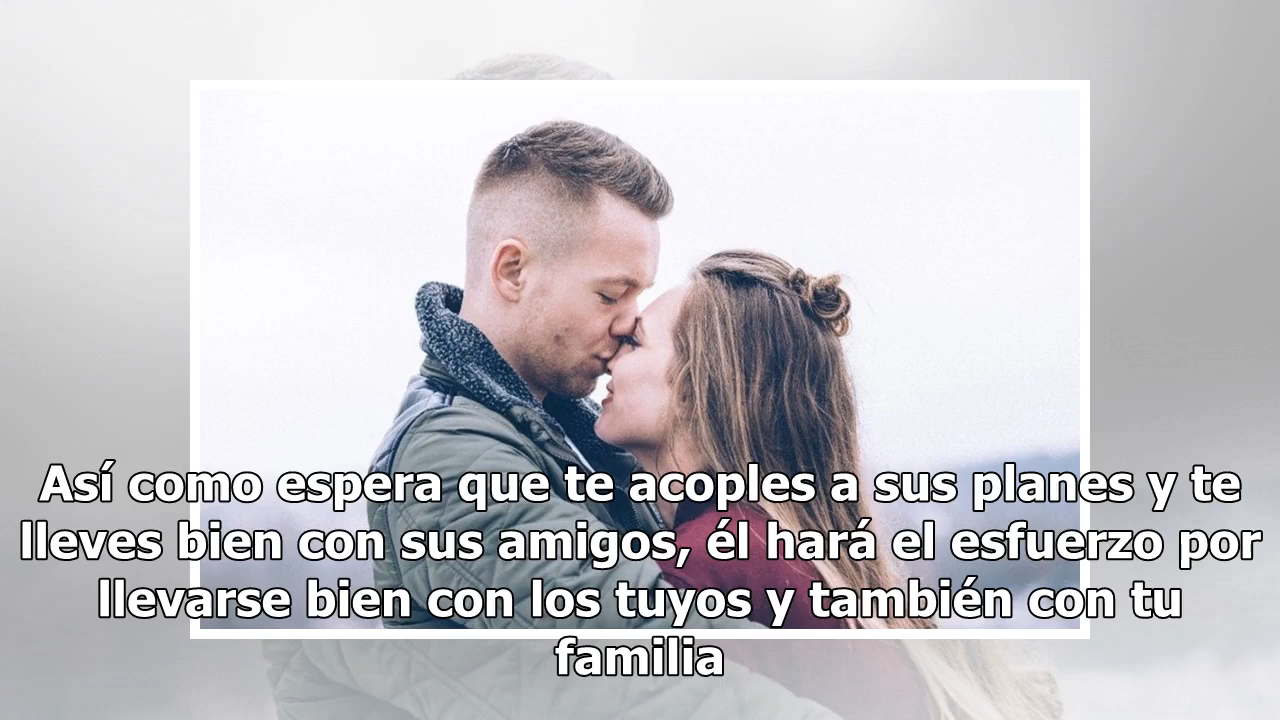 Así como espera que te acoples a sus planes y te
lleves bien con sus amigos, él hará el esfuerzo por
llevarse bien con los tuyos y también con tu
familia